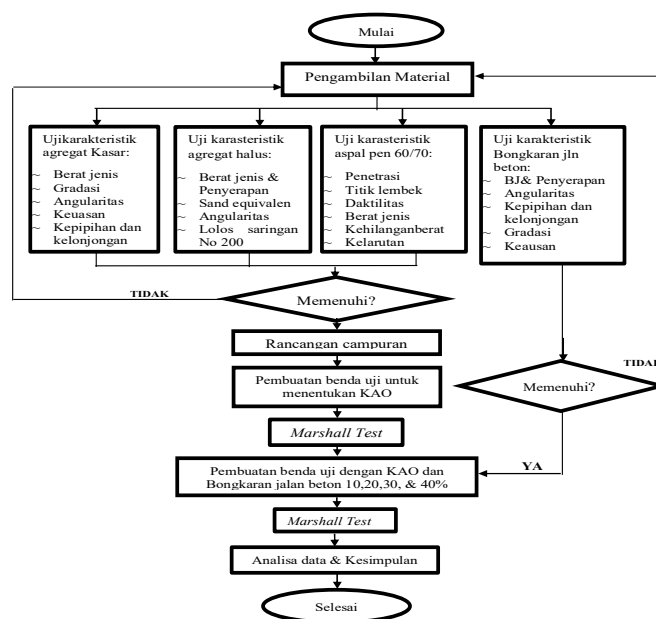 Mulai
Pengambilan Material
Ujikarakteristik
agregat Kasar:
~ Berat jenis
~ Gradasi
~ Angularitas
~ Keuasan
~ Kepipihan dan
kelonjongan
Uji karasteristik
agregat halus:
~ Berat jenis &
Penyerapan
~ Sand equivalen
~ Angularitas
~ Lolos saringan
No 200
Uji karasteristik
aspal pen 60/70:
~ Penetrasi
~ Titik lembek
~ Daktilitas
~ Berat jenis
~ Kehilanganberat
~ Kelarutan
Uji karakteristik
Bongkaran jln
beton:
~ BJ& Penyerapan
~ Angularitas
~ Kepipihan dan
kelonjongan
~ Gradasi
~ Keausan
TIDAK
Memenuhi?
Rancangan campuran
Pembuatan benda uji untuk
menentukan KAO
Marshall Test
TIDAK
Memenuhi?
YA
Pembuatan benda uji dengan KAO dan
Bongkaran jalan beton 10,20,30, & 40%
Marshall Test
Analisa data & Kesimpulan
Selesai